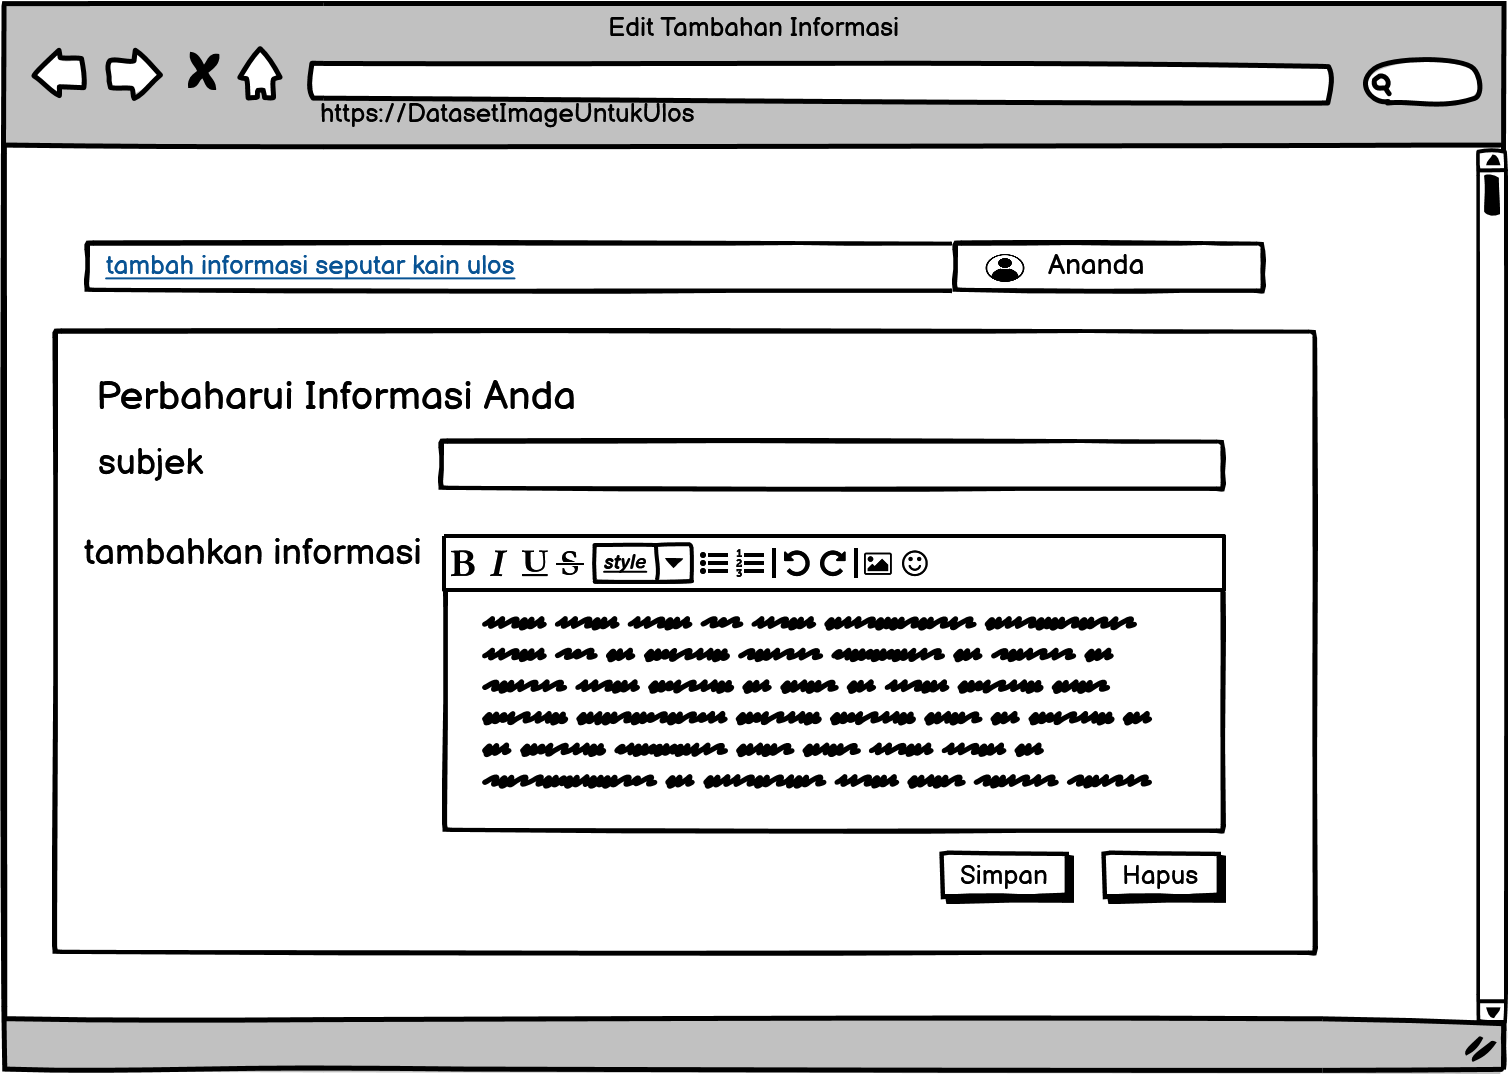 Edit Tambahan Informasi
https://DatasetImageUntukUlos
tambah informasi seputar kain ulos
Ananda
Perbaharui Informasi Anda
subjek
tambahkan informasi
B I U S style
Simpan
Hapus